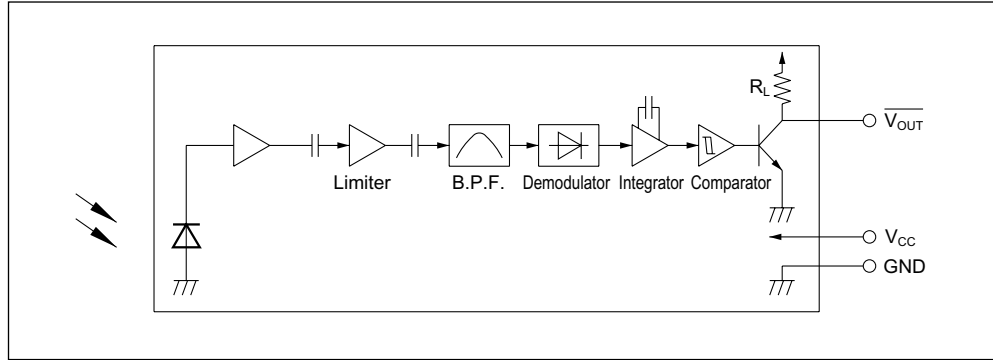 R_L
V_OUT
Limiter
B.P.F.
Demodulator
Integrator
Comparator
V_CC
GND